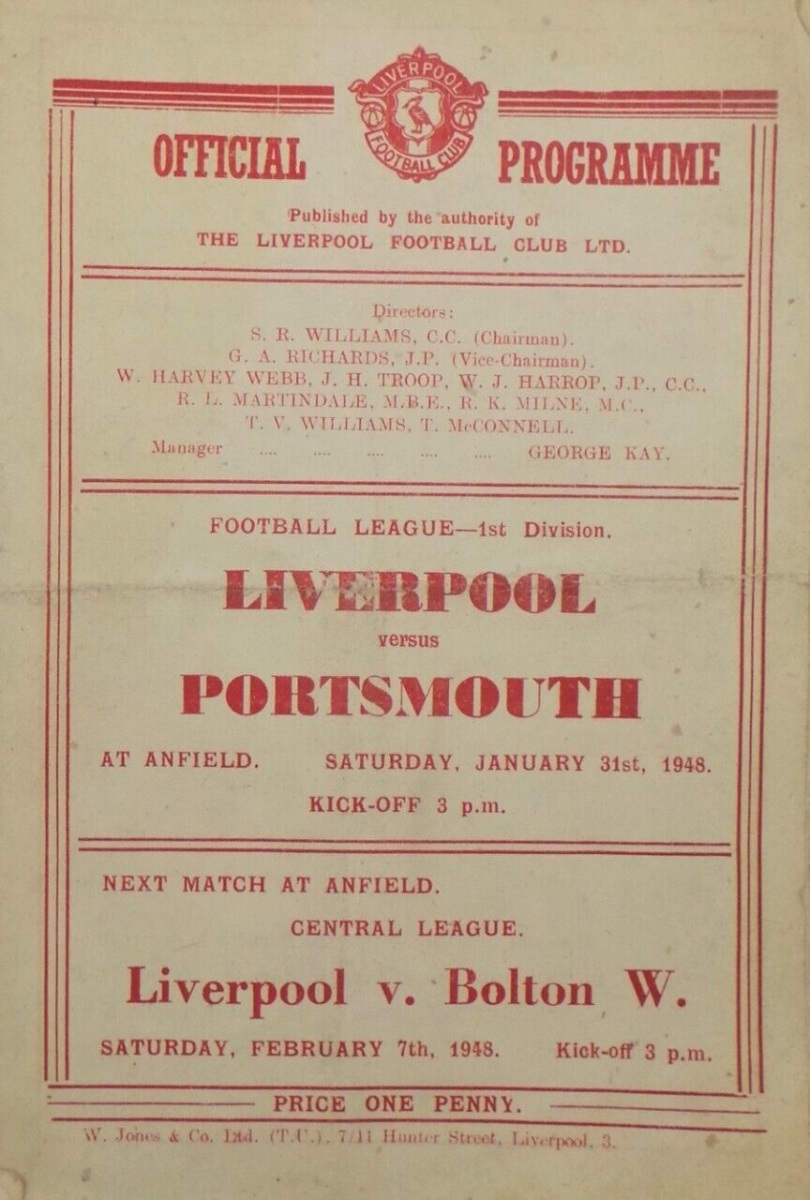 LIVERPOOL
FOOTBALL CLUB
OFFICIAL PROGRAMME
Published by the authority of
THE LIVERPOOL FOOTBALL CLUB LTD.
Directors:
S. R. WILLIAMS, C.C. (Chairman).
G. A. RICHARDS, J.P. (Vice-Chairman).
W. HARVEY WEBB, J. H. TROOP, W. J. HARROP, J.P., C.C.,
R. L. MARTINDALE, M.B.E., R. K. MILNE, M.C.,
T. V. WILLIAMS, T. McCONNELL.
Manager .... .... .... .... .... GEORGE KAY.
FOOTBALL LEAGUE—1st Division.
LIVERPOOL
versus
PORTSMOUTH
AT ANFIELD. SATURDAY, JANUARY 31st, 1948.
KICK-OFF 3 p.m.
NEXT MATCH AT ANFIELD.
CENTRAL LEAGUE.
Liverpool v. Bolton W.
SATURDAY, FEBRUARY 7th, 1948. Kick-off 3 p.m.
PRICE ONE PENNY.
W. Jones & Co. Ltd. (T.U.), 7/11 Hunter Street, Liverpool, 3.